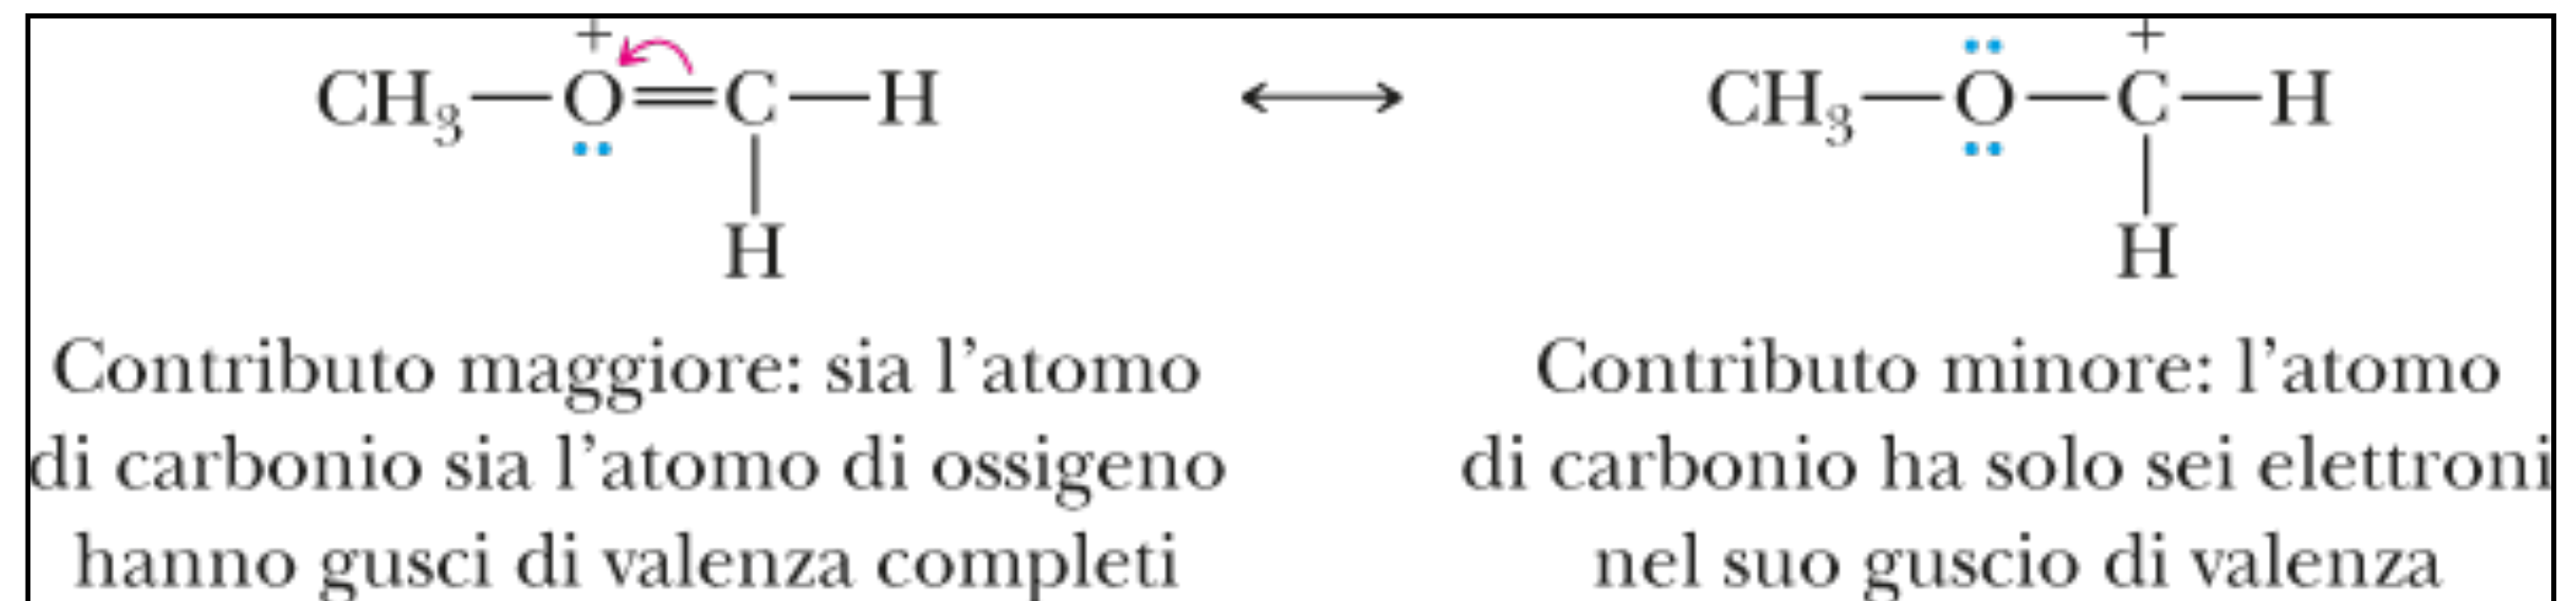 + +
CH₃—O=C—H ⟷ CH₃—O—C—H
H H
Contributo maggiore: sia l’atomo
di carbonio sia l’atomo di ossigeno
hanno gusci di valenza completi
Contributo minore: l’atomo
di carbonio ha solo sei elettroni
nel suo guscio di valenza